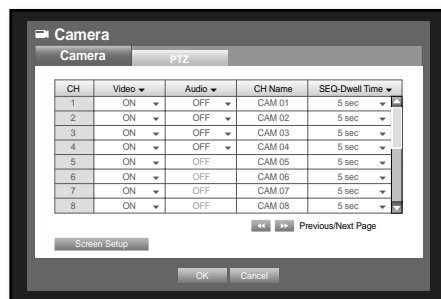 Camera
Camera PTZ
CH Video Audio CH Name SEQ-Dwell Time
1 ON OFF CAM 01 5 sec
2 ON OFF CAM 02 5 sec
3 ON OFF CAM 03 5 sec
4 ON OFF CAM 04 5 sec
5 ON OFF CAM 05 5 sec
6 ON OFF CAM 06 5 sec
7 ON OFF CAM 07 5 sec
8 ON OFF CAM 08 5 sec
Previous/Next Page
Screen Setup
OK Cancel